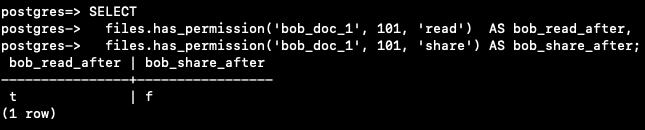 postgres=> SELECT
postgres->   files.has_permission('bob_doc_1', 101, 'read')  AS bob_read_after,
postgres->   files.has_permission('bob_doc_1', 101, 'share') AS bob_share_after;
 bob_read_after | bob_share_after
----------------+-----------------
 t              | f
(1 row)